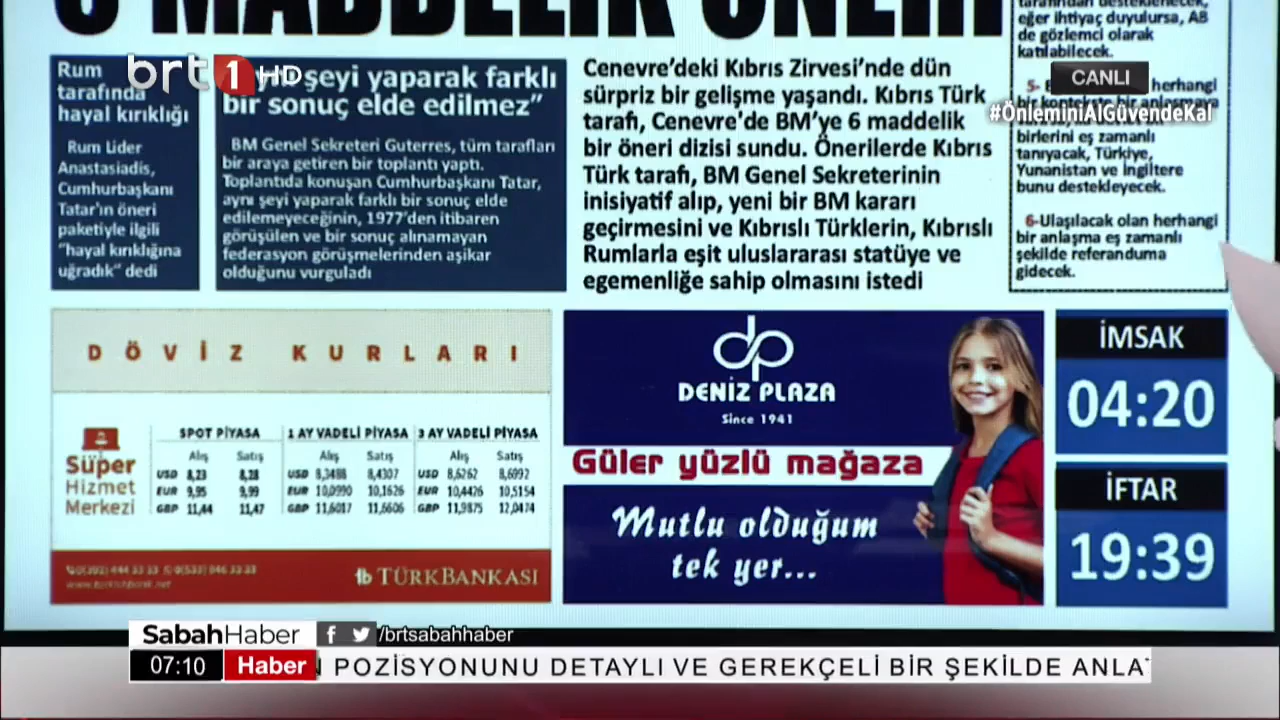 6 MADDELİK ÖNERİ
brt 1 HD
CANLI
#ÖnleminiAlGüvendeKal
Rum
tarafında
hayal kırıklığı
Rum Lider
Anastasiadis,
Cumhurbaşkanı
Tatar'ın öneri
paketiyle ilgili
"hayal kırıklığına
uğradık" dedi
şeyi yaparak farklı
bir sonuç elde edilmez"
BM Genel Sekreteri Guterres, tüm tarafları
bir araya getiren bir toplantı yaptı.
Toplantıda konuşan Cumhurbaşkanı Tatar,
aynı şeyi yaparak farklı bir sonuç elde
edilemeyeceğinin, 1977'den itibaren
görüşülen ve bir sonuç alınamayan
federasyon görüşmelerinden aşikar
olduğunu vurguladı
Cenevre'deki Kıbrıs Zirvesi'nde dün
sürpriz bir gelişme yaşandı. Kıbrıs Türk
tarafı, Cenevre'de BM'ye 6 maddelik
bir öneri dizisi sundu. Önerilerde Kıbrıs
Türk tarafı, BM Genel Sekreterinin
inisiyatif alıp, yeni bir BM kararı
geçirmesini ve Kıbrıslı Türklerin, Kıbrıslı
Rumlarla eşit uluslararası statüye ve
egemenliğe sahip olmasını istedi
tarafından desteklenecek,
eğer ihtiyaç duyulursa, AB
de gözlemci olarak
katılabilecek.
5- herhangi
bir anlaşmaya
birlerini eş zamanlı
tanıyacak, Türkiye,
Yunanistan ve İngiltere
bunu destekleyecek.
6-Ulaşılacak olan herhangi
bir anlaşma eş zamanlı
şekilde referanduma
gidecek.
DÖVİZ KURLARI
Süper
Hizmet
Merkezi
SPOT PİYASA 1 AY VADELİ PİYASA 3 AY VADELİ PİYASA
Alış Satış Alış Satış Alış Satış
USD 8,23 8,28 USD 8,3488 8,4307 USD 8,6262 8,6992
EUR 9,95 9,99 EUR 10,0990 10,1626 EUR 10,4426 10,5154
GBP 11,44 11,47 GBP 11,6017 11,6606 GBP 11,9875 12,0474
TÜRKBANKASI
dp
DENİZ PLAZA
Since 1941
Güler yüzlü mağaza
Mutlu olduğum
tek yer...
İMSAK
04:20
İFTAR
19:39
SabahHaber
/brtsabahhaber
07:10 Haber
POZİSYONUNU DETAYLI VE GEREKÇELİ BİR ŞEKİLDE ANLA